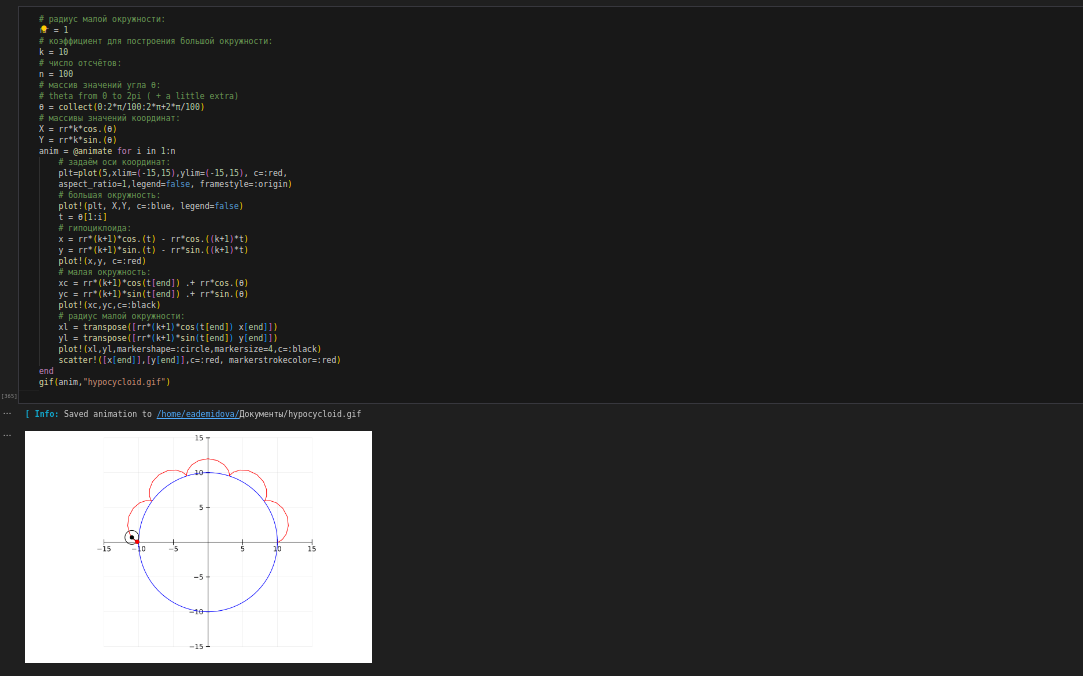 # радиус малой окружности:
rr = 1
# коэффициент для построения большой окружности:
k = 10
# число отсчётов:
n = 100
# массив значений угла θ:
# theta from 0 to 2pi ( + a little extra)
θ = collect(0:2*π/100:2*π+2*π/100)
# массивы значений координат:
X = rr*k*cos.(θ)
Y = rr*k*sin.(θ)
anim = @animate for i in 1:n
# задаём оси координат:
plt=plot(5,xlim=(-15,15),ylim=(-15,15), c=:red,
aspect_ratio=1,legend=false, framestyle=:origin)
# большая окружность:
plot!(plt, X,Y, c=:blue, legend=false)
t = θ[1:i]
# гипоциклоида:
x = rr*(k+1)*cos.(t) - rr*cos.((k+1)*t)
y = rr*(k+1)*sin.(t) - rr*sin.((k+1)*t)
plot!(x,y, c=:red)
# малая окружность:
xc = rr*(k+1)*cos(t[end]) .+ rr*cos.(θ)
yc = rr*(k+1)*sin(t[end]) .+ rr*sin.(θ)
plot!(xc,yc,c=:black)
# радиус малой окружности:
xl = transpose([rr*(k+1)*cos(t[end]) x[end]])
yl = transpose([rr*(k+1)*sin(t[end]) y[end]])
plot!(xl,yl,markershape=:circle,markersize=4,c=:black)
scatter!([x[end]],[y[end]],c=:red, markerstrokecolor=:red)
end
gif(anim,"hypocycloid.gif")
[385]
[ Info: Saved animation to /home/eademidova/Документы/hypocycloid.gif
15
10
5
−15 −10 −5 5 10 15
−5
−10
−15